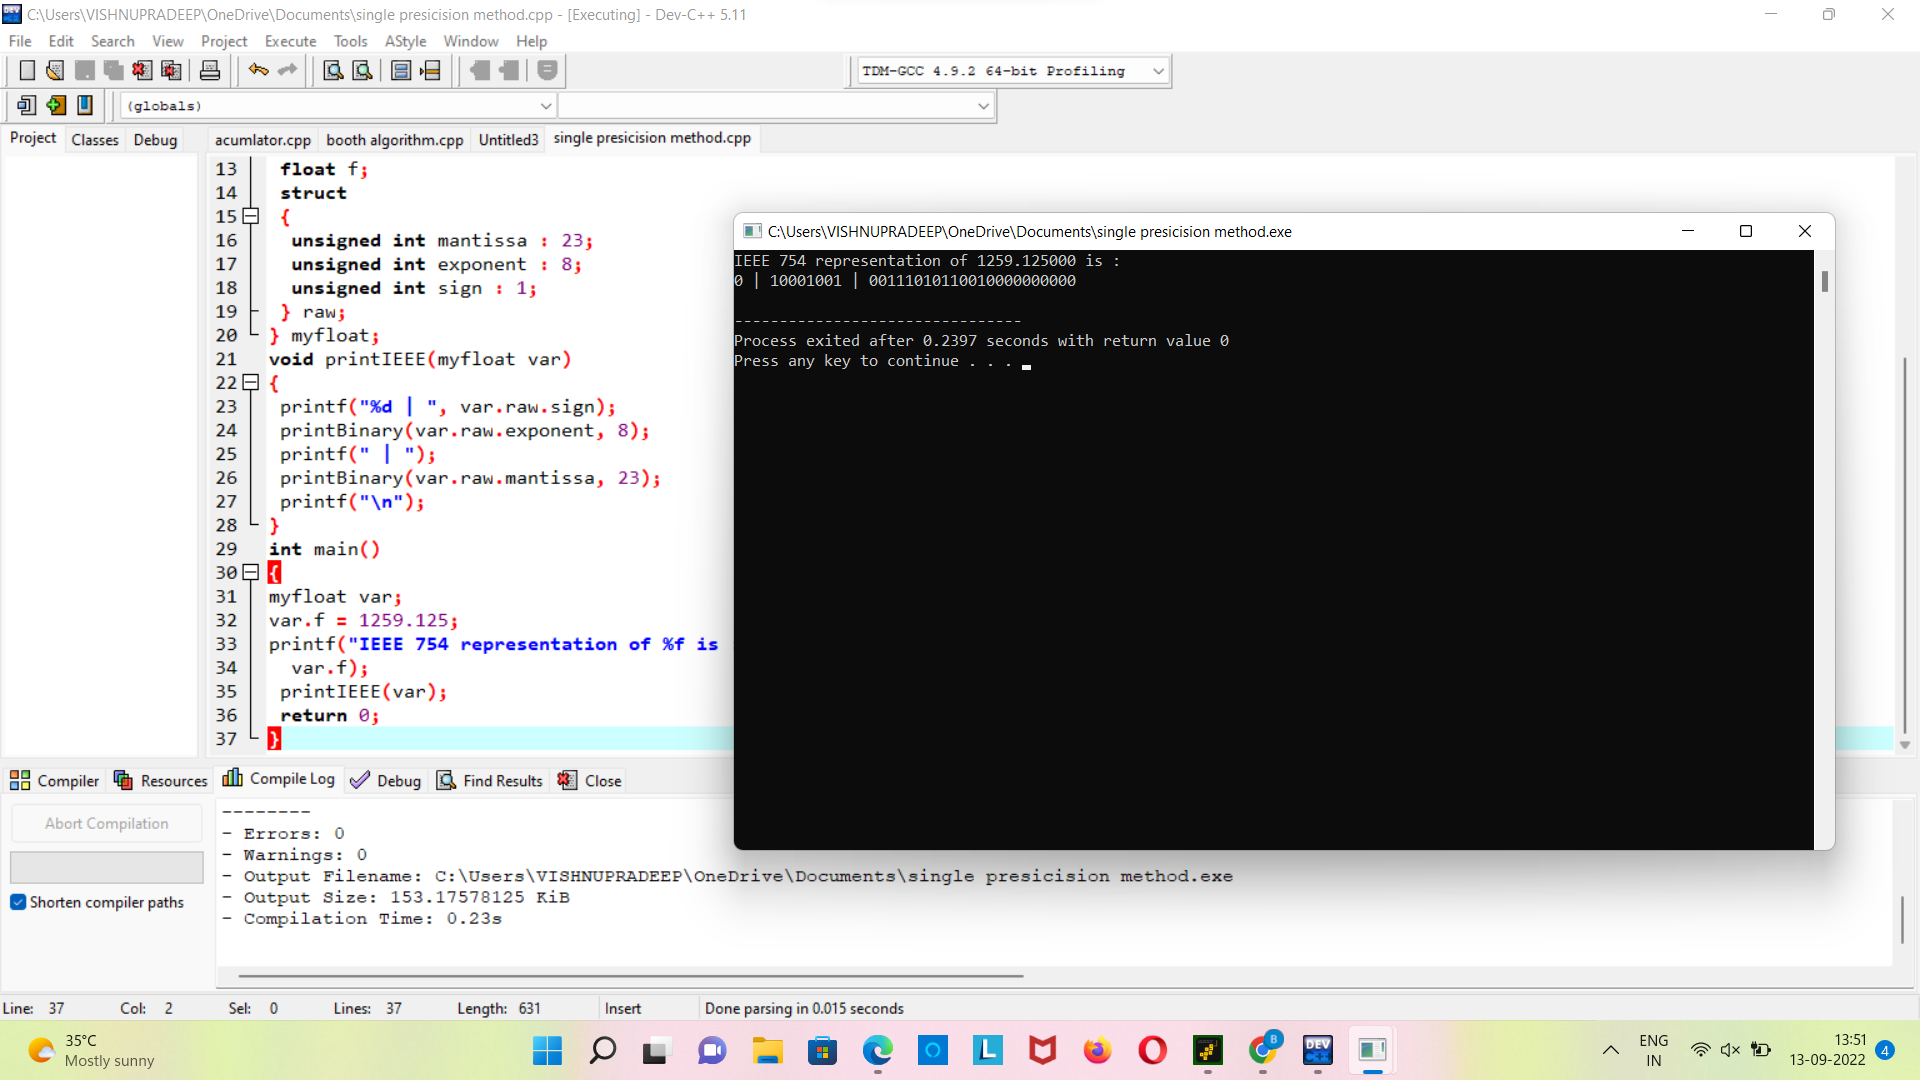 C:\Users\VISHNUPRADEEP\OneDrive\Documents\single presicision method.cpp - [Executing] - Dev-C++ 5.11
File Edit Search View Project Execute Tools AStyle Window Help
TDM-GCC 4.9.2 64-bit Profiling
(globals)
Project Classes Debug
acumlator.cpp booth algorithm.cpp Untitled3 single presicision method.cpp
13 float f;
14 struct
15 {
16 unsigned int mantissa : 23;
17 unsigned int exponent : 8;
18 unsigned int sign : 1;
19 } raw;
20 } myfloat;
21 void printIEEE(myfloat var)
22 {
23 printf("%d | ", var.raw.sign);
24 printBinary(var.raw.exponent, 8);
25 printf(" | ");
26 printBinary(var.raw.mantissa, 23);
27 printf("\n");
28 }
29 int main()
30 {
31 myfloat var;
32 var.f = 1259.125;
33 printf("IEEE 754 representation of %f is
34 var.f);
35 printIEEE(var);
36 return 0;
37 }
C:\Users\VISHNUPRADEEP\OneDrive\Documents\single presicision method.exe
IEEE 754 representation of 1259.125000 is :
0 | 10001001 | 00111010110010000000000
--------------------------------
Process exited after 0.2397 seconds with return value 0
Press any key to continue . . .
Compiler Resources Compile Log Debug Find Results Close
Abort Compilation
Shorten compiler paths
--------
- Errors: 0
- Warnings: 0
- Output Filename: C:\Users\VISHNUPRADEEP\OneDrive\Documents\single presicision method.exe
- Output Size: 153.17578125 KiB
- Compilation Time: 0.23s
Line: 37 Col: 2 Sel: 0 Lines: 37 Length: 631 Insert Done parsing in 0.015 seconds
35°C
Mostly sunny
L
B
DEV
C++
ENG
IN
13:51
13-09-2022
4